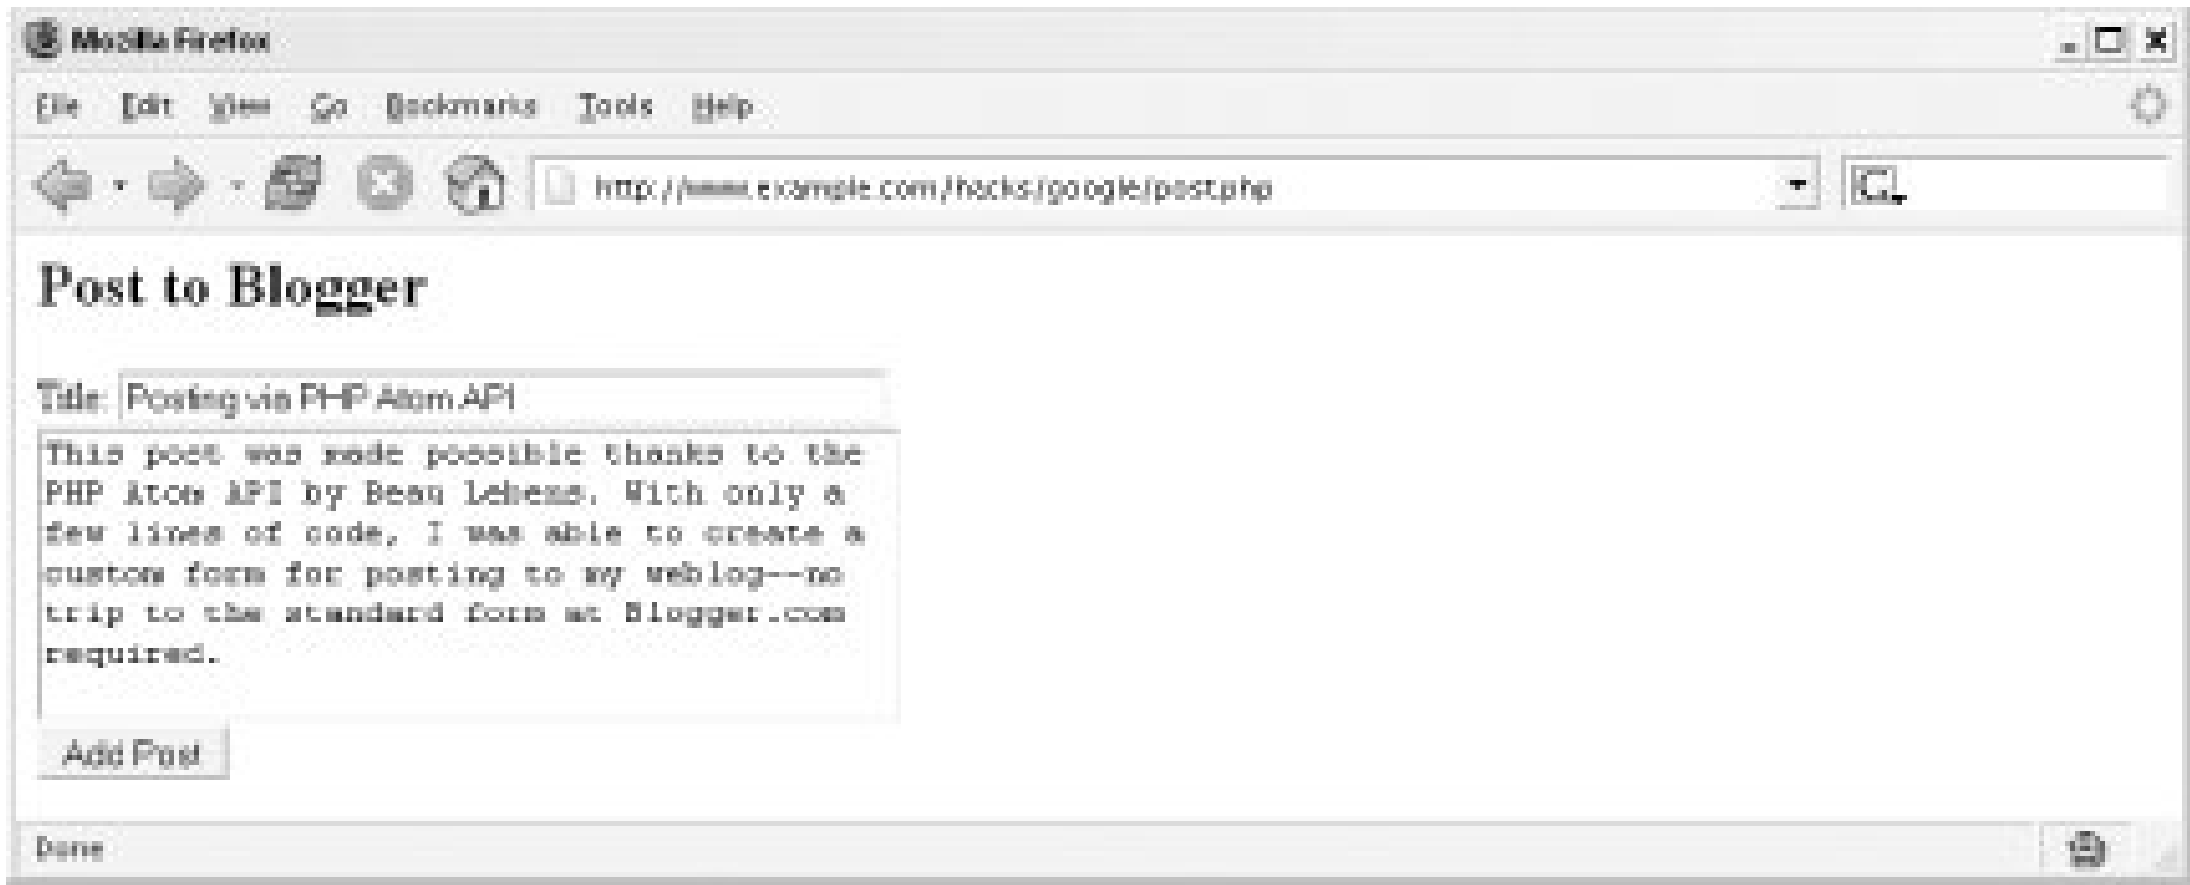 Mozilla Firefox
File Edit View Go Bookmarks Tools Help
http://www.example.com/hacks/google/post.php
Post to Blogger
Title: Posting via PHP Atom API
This post was made possible thanks to the
PHP Atom API by Beau Lebens. With only a
few lines of code, I was able to create a
custom form for posting to my weblog--no
trip to the standard form at Blogger.com
required.
Add Post
Done